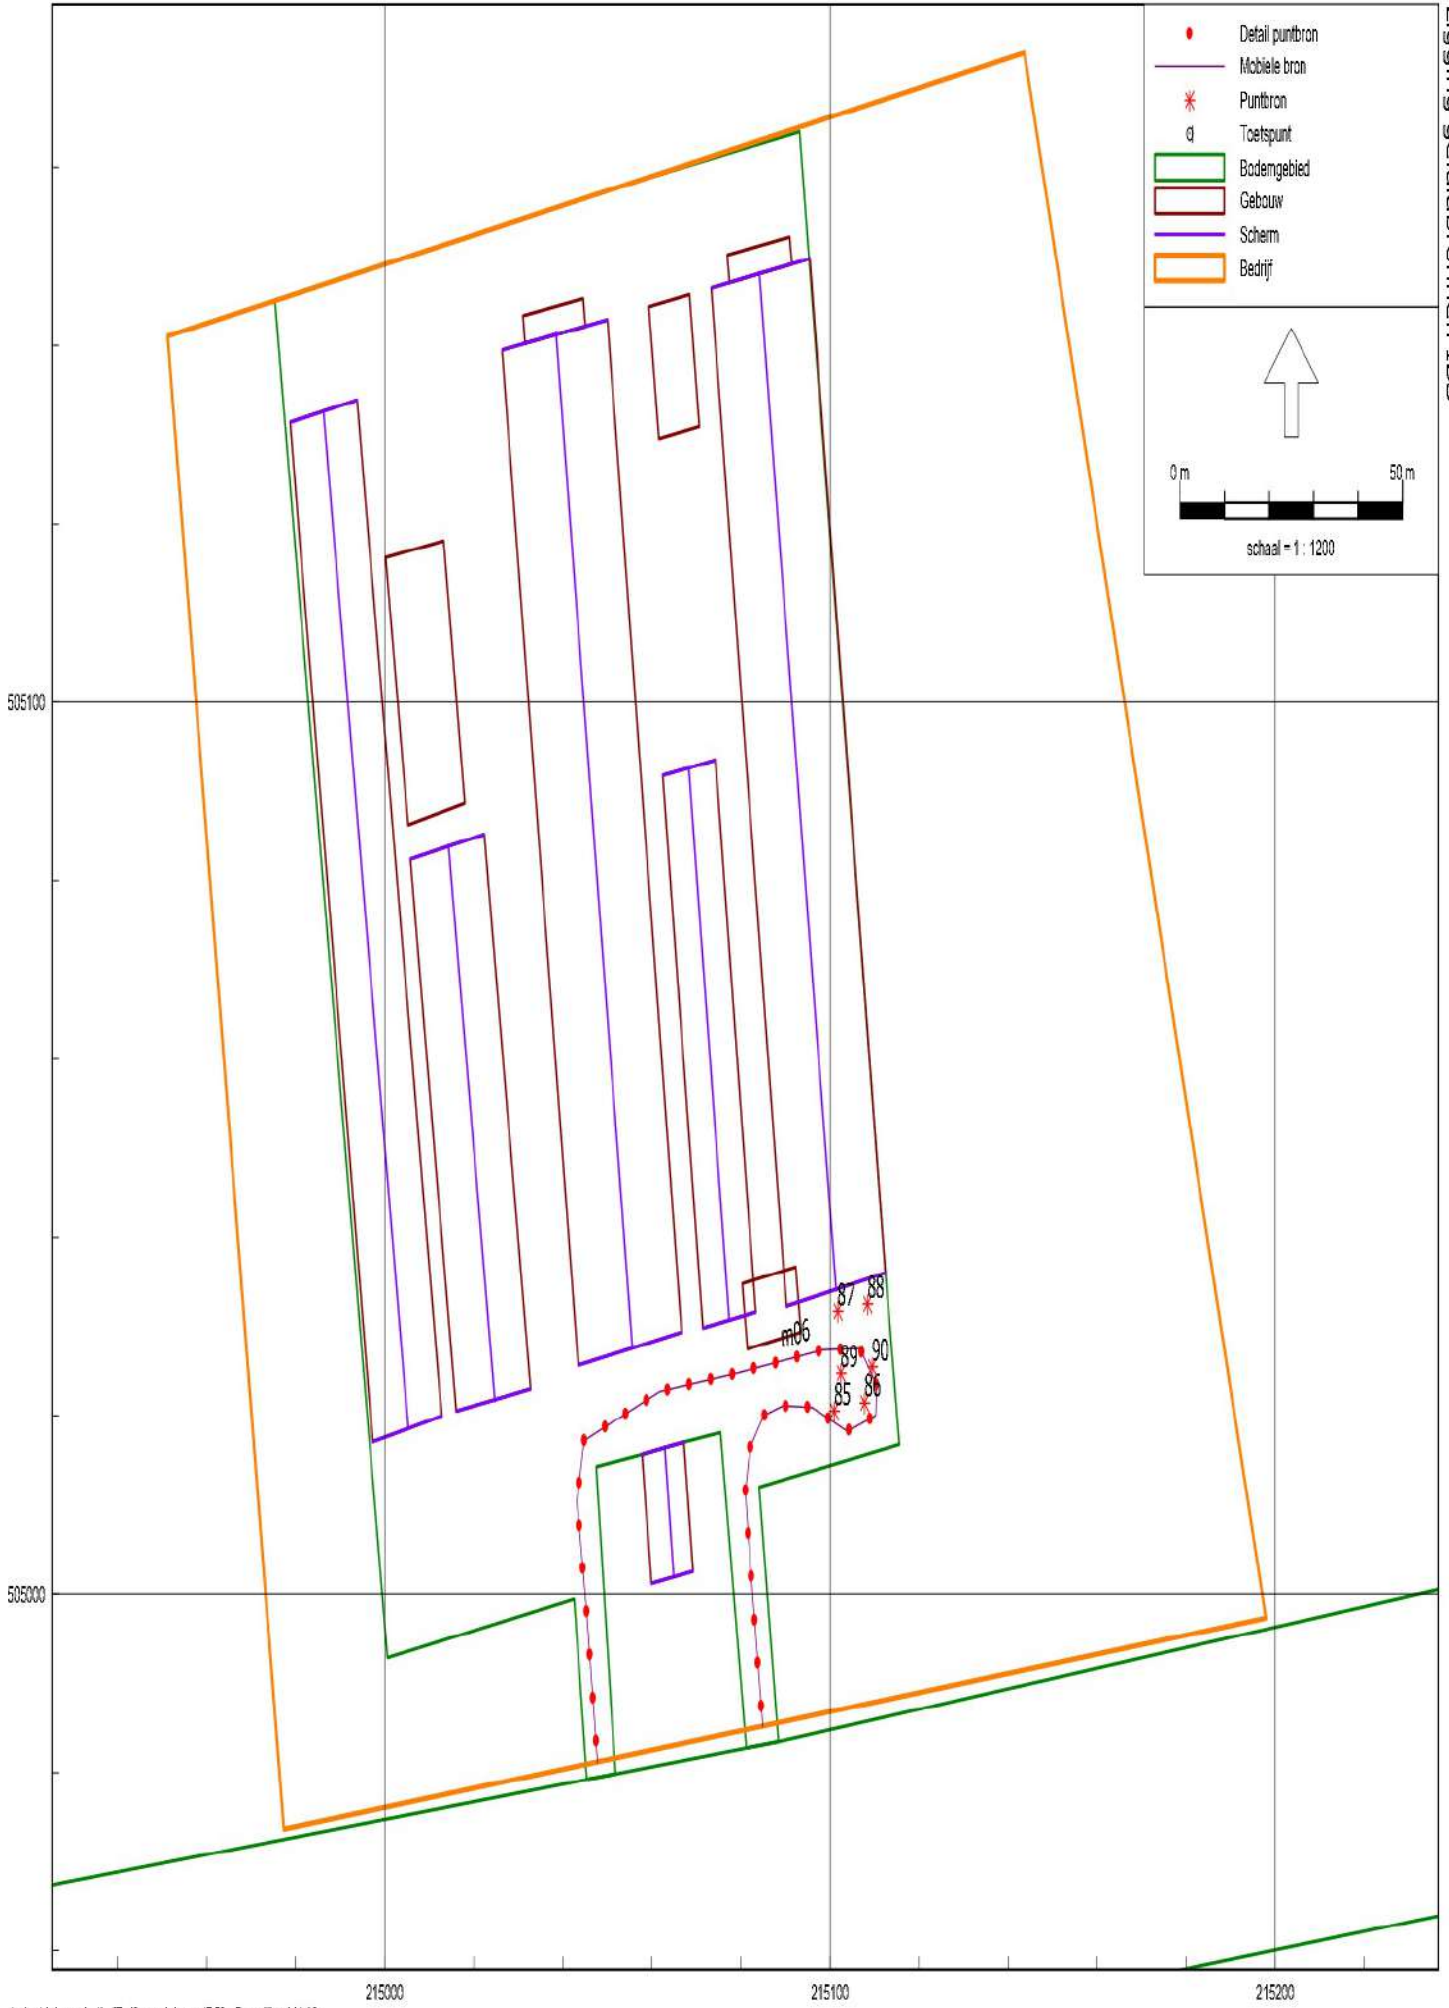 Detail puntbron
Mobiele bron
Puntbron
Toetspunt
Bodemgebied
Gebouw
Scherm
Bedrijf
0 m
50 m
schaal = 1 : 1200
505100
87
88
m06
89
90
85
86
505000
215000
215100
215200